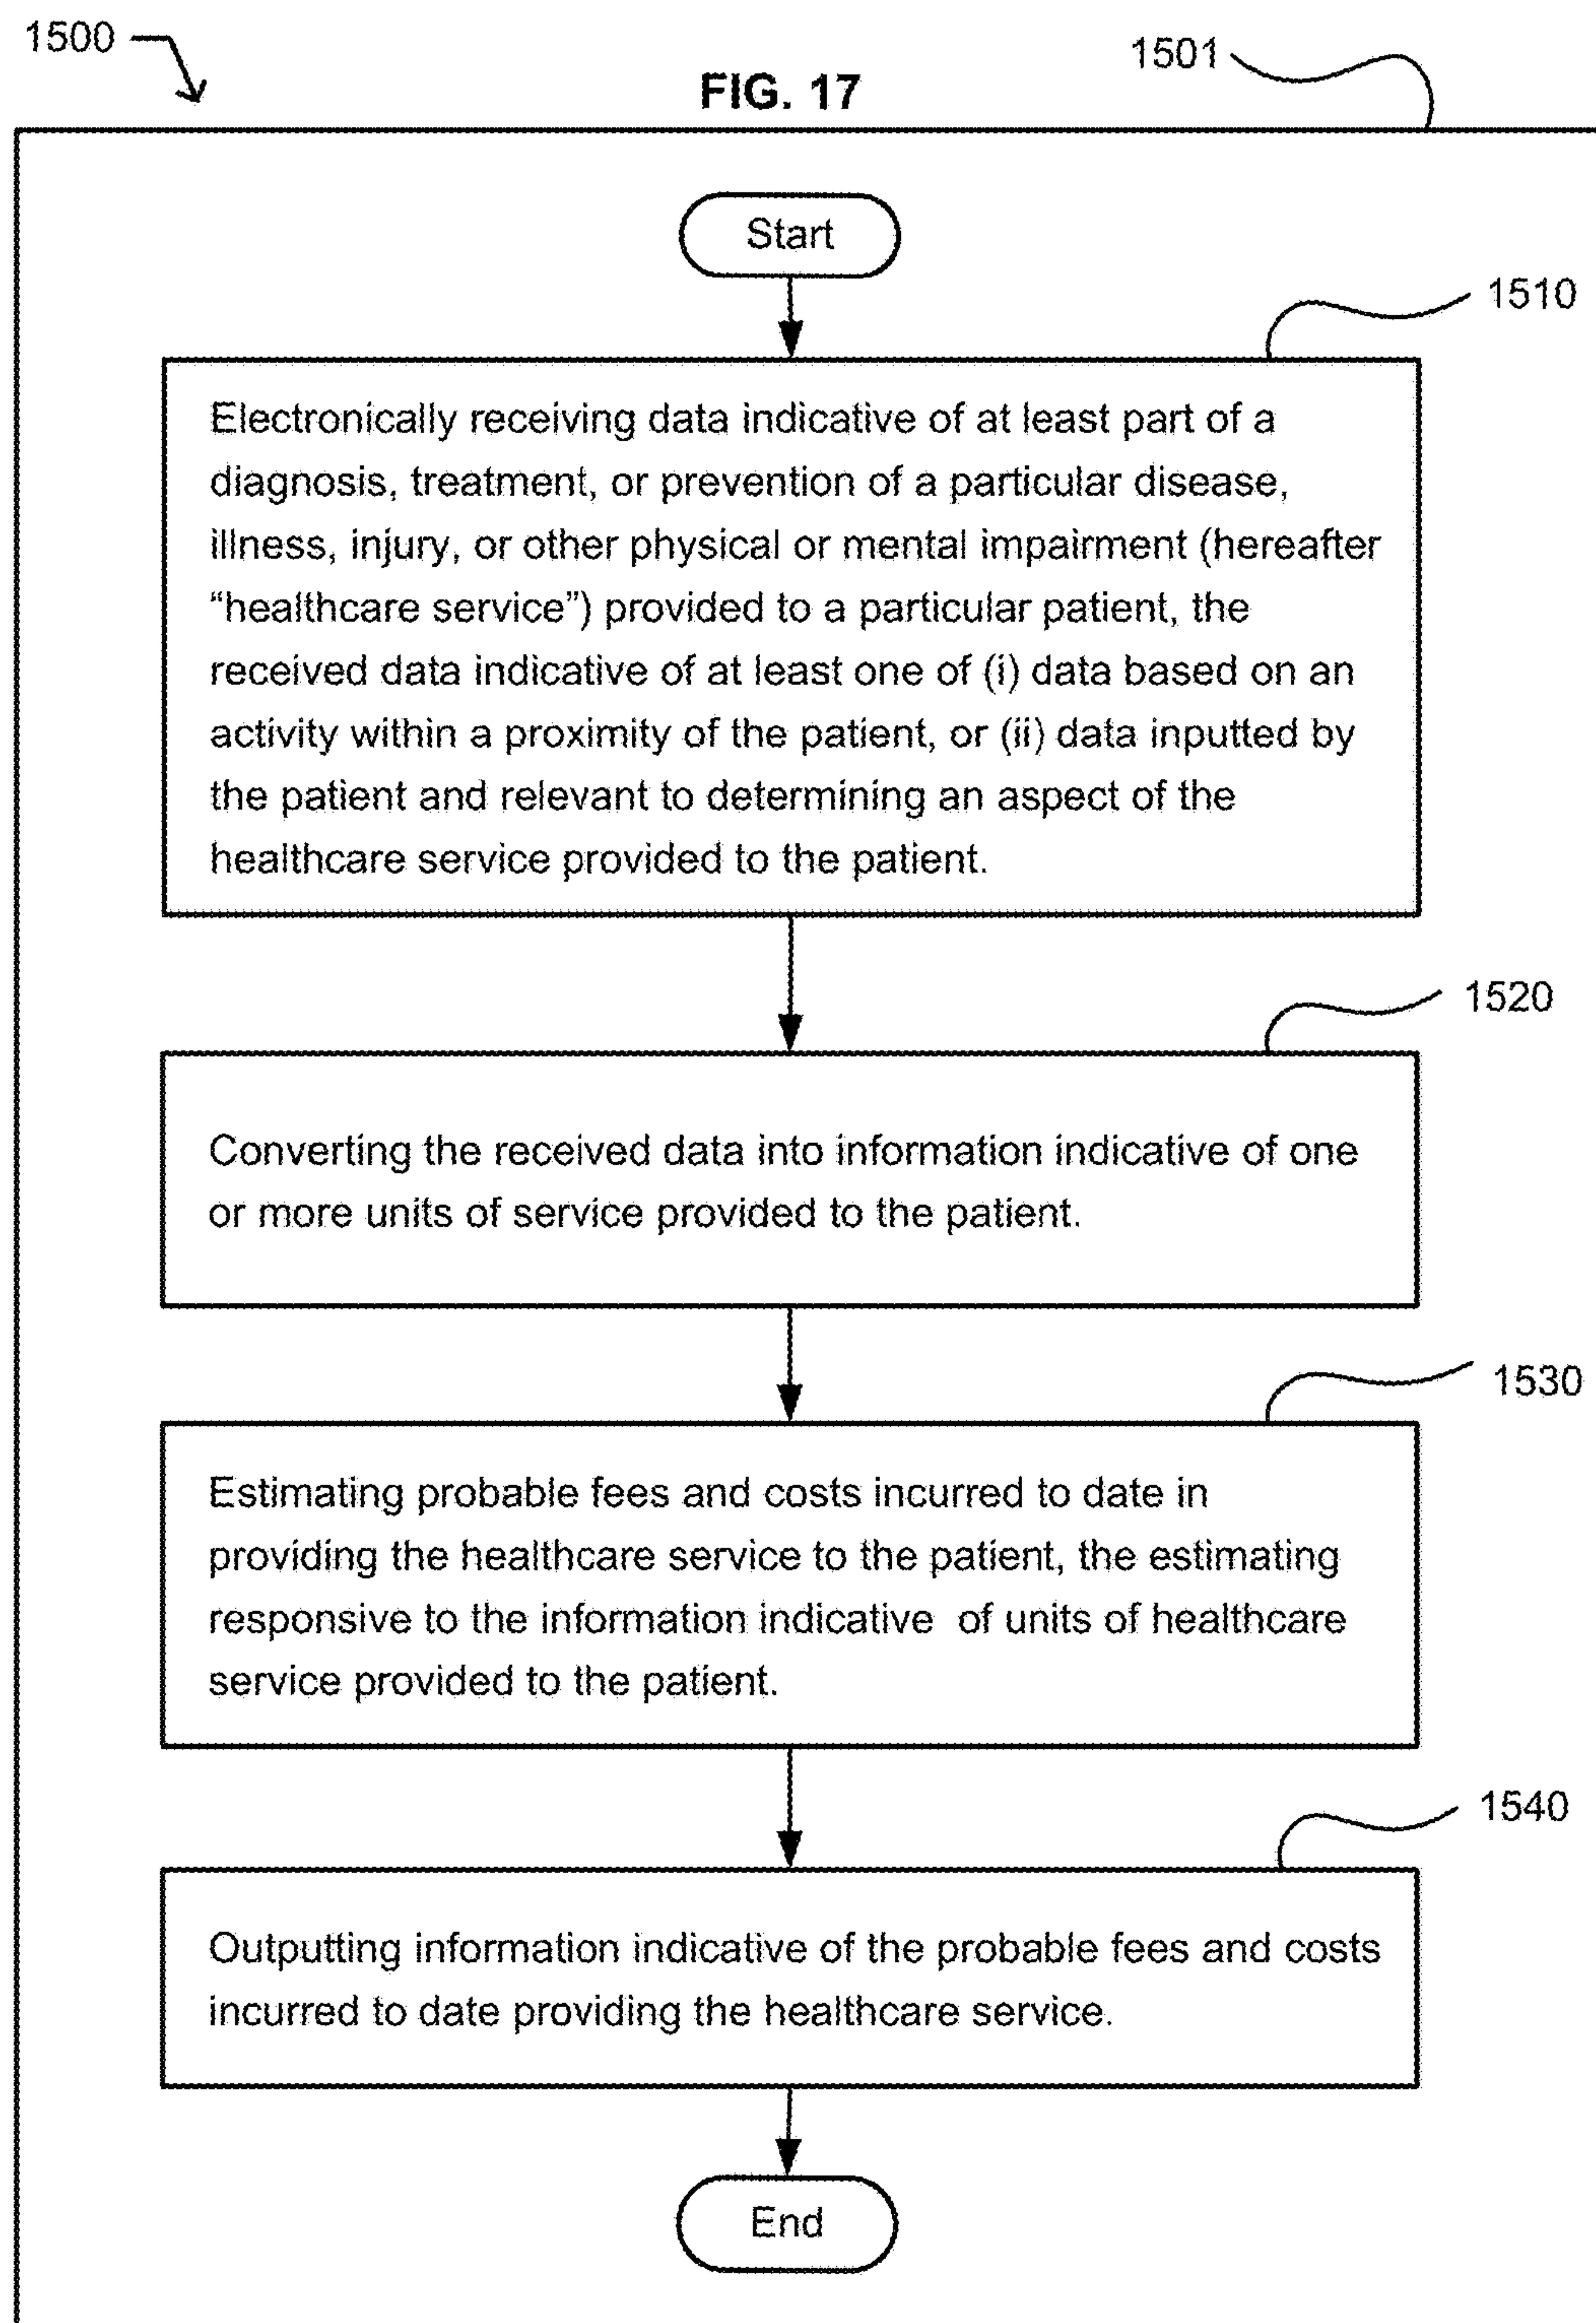 1500
1501
FIG. 17
Start
1510
Electronically receiving data indicative of at least part of a
diagnosis, treatment, or prevention of a particular disease,
illness, injury, or other physical or mental impairment (hereafter
“healthcare service”) provided to a particular patient, the
received data indicative of at least one of (i) data based on an
activity within a proximity of the patient, or (ii) data inputted by
the patient and relevant to determining an aspect of the
healthcare service provided to the patient.
1520
Converting the received data into information indicative of one
or more units of service provided to the patient.
1530
Estimating probable fees and costs incurred to date in
providing the healthcare service to the patient, the estimating
responsive to the information indicative of units of healthcare
service provided to the patient.
1540
Outputting information indicative of the probable fees and costs
incurred to date providing the healthcare service.
End